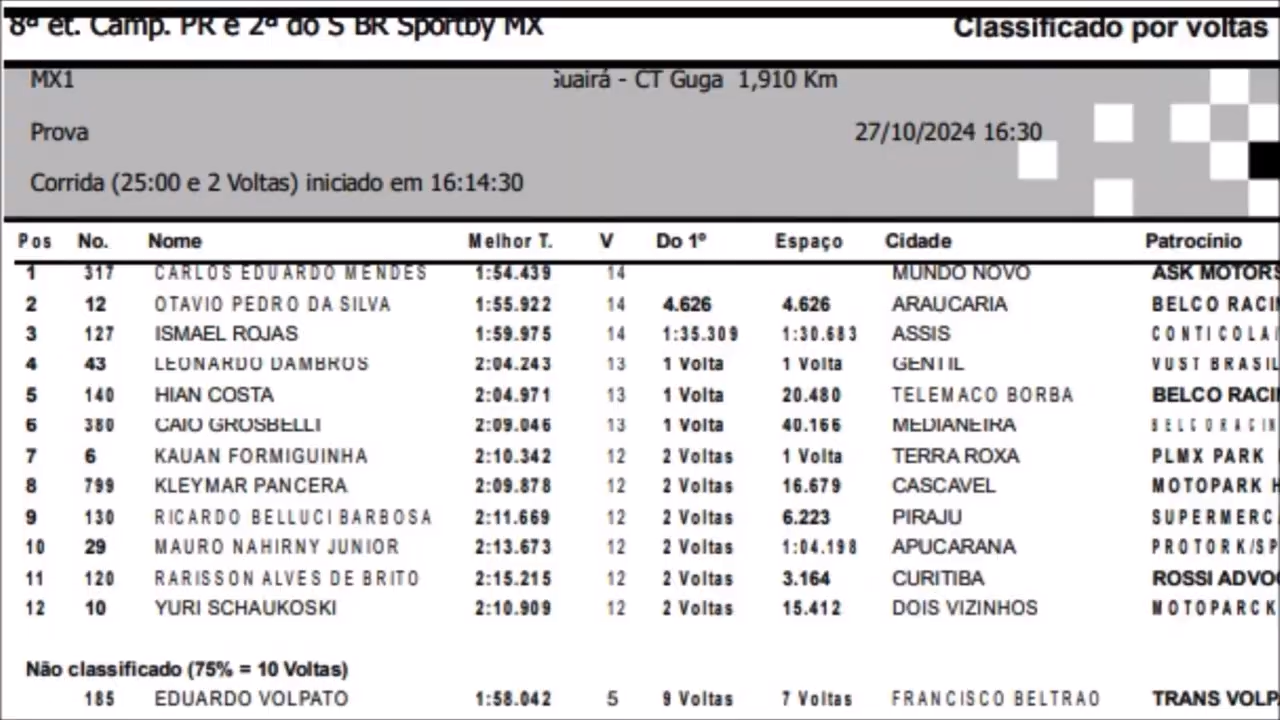 8ª et. Camp. PR e 2ª do S BR Sportby MX Classificado por voltas
MX1 Guairá - CT Guga 1,910 Km
Prova 27/10/2024 16:30
Corrida (25:00 e 2 Voltas) iniciado em 16:14:30
Pos No. Nome Melhor T. V Do 1º Espaço Cidade Patrocínio
1 317 CARLOS EDUARDO MENDES 1:54.439 14 MUNDO NOVO ASK MOTORS
2 12 OTAVIO PEDRO DA SILVA 1:55.922 14 4.626 4.626 ARAUCARIA BELCO RACI
3 127 ISMAEL ROJAS 1:59.975 14 1:35.309 1:30.683 ASSIS CONTICOLA
4 43 LEONARDO DAMBROS 2:04.243 13 1 Volta 1 Volta GENTIL VUST BRASIL
5 140 HIAN COSTA 2:04.971 13 1 Volta 20.480 TELEMACO BORBA BELCO RACI
6 380 CAIO GROSBELLI 2:09.046 13 1 Volta 40.166 MEDIANEIRA BELCO RACIN
7 6 KAUAN FORMIGUINHA 2:10.342 12 2 Voltas 1 Volta TERRA ROXA PLMX PARK
8 799 KLEYMAR PANCERA 2:09.878 12 2 Voltas 16.679 CASCAVEL MOTOPARK H
9 130 RICARDO BELLUCI BARBOSA 2:11.669 12 2 Voltas 6.223 PIRAJU SUPERMERC
10 29 MAURO NAHIRNY JUNIOR 2:13.673 12 2 Voltas 1:04.198 APUCARANA PROTORK/SP
11 120 RARISSON ALVES DE BRITO 2:15.215 12 2 Voltas 3.164 CURITIBA ROSSI ADVO
12 10 YURI SCHAUKOSKI 2:10.909 12 2 Voltas 15.412 DOIS VIZINHOS MOTOPARCK
Não classificado (75% = 10 Voltas)
185 EDUARDO VOLPATO 1:58.042 5 9 Voltas 7 Voltas FRANCISCO BELTRAO TRANS VOLP